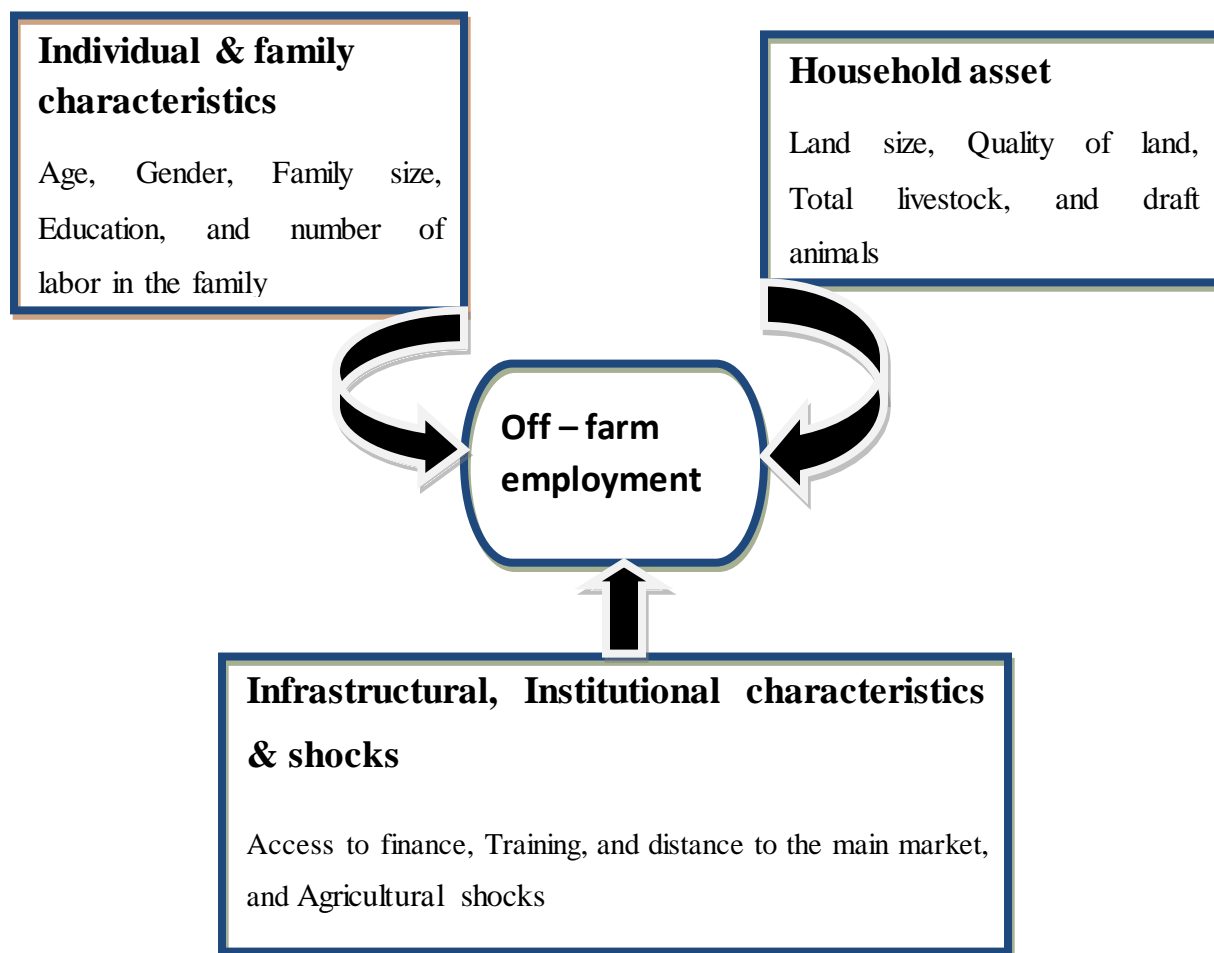 Individual & family
characteristics
Age, Gender, Family size,
Education, and number of
labor in the family
Household asset
Land size, Quality of land,
Total livestock, and draft
animals
Off – farm
employment
Infrastructural, Institutional characteristics
& shocks
Access to finance, Training, and distance to the main market,
and Agricultural shocks